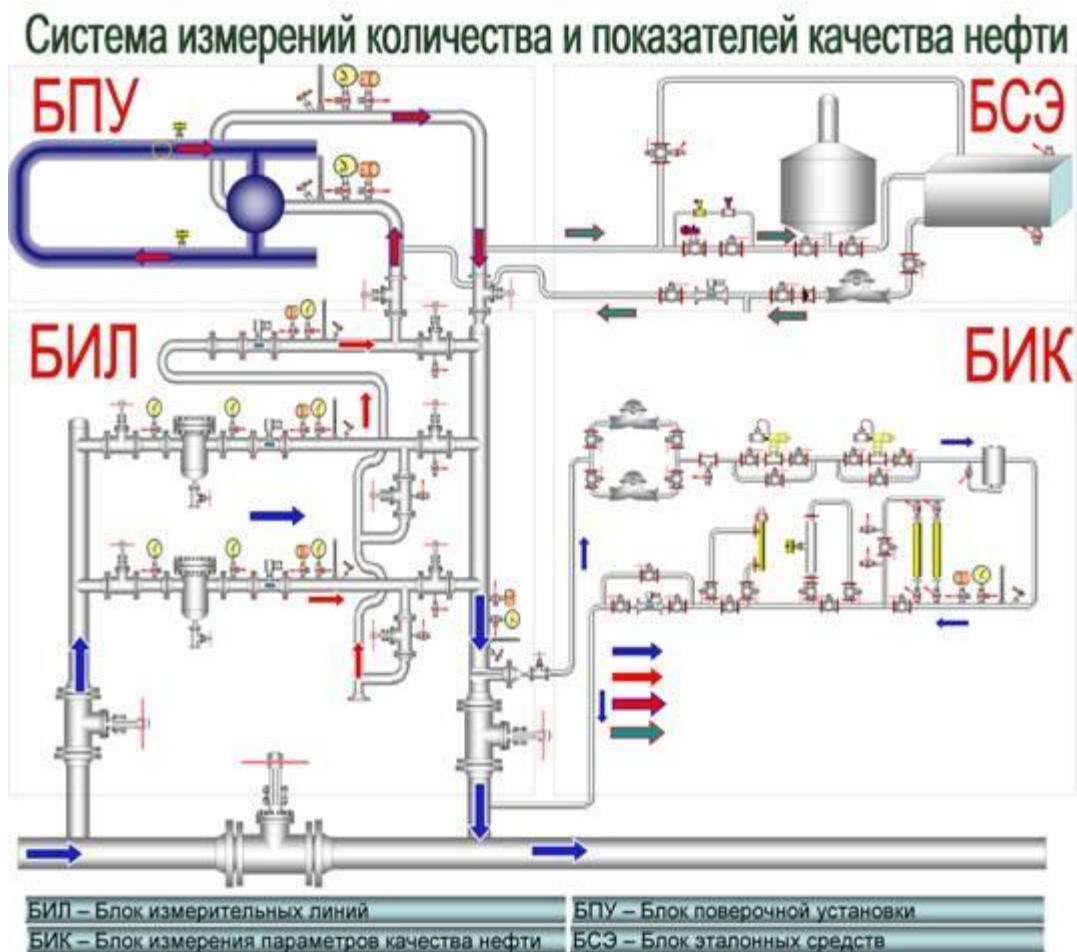 Система измерений количества и показателей качества нефти
БПУ
БСЭ
БИЛ
БИК
БИЛ – Блок измерительных линий
БПУ – Блок поверочной установки
БИК – Блок измерения параметров качества нефти
БСЭ – Блок эталонных средств